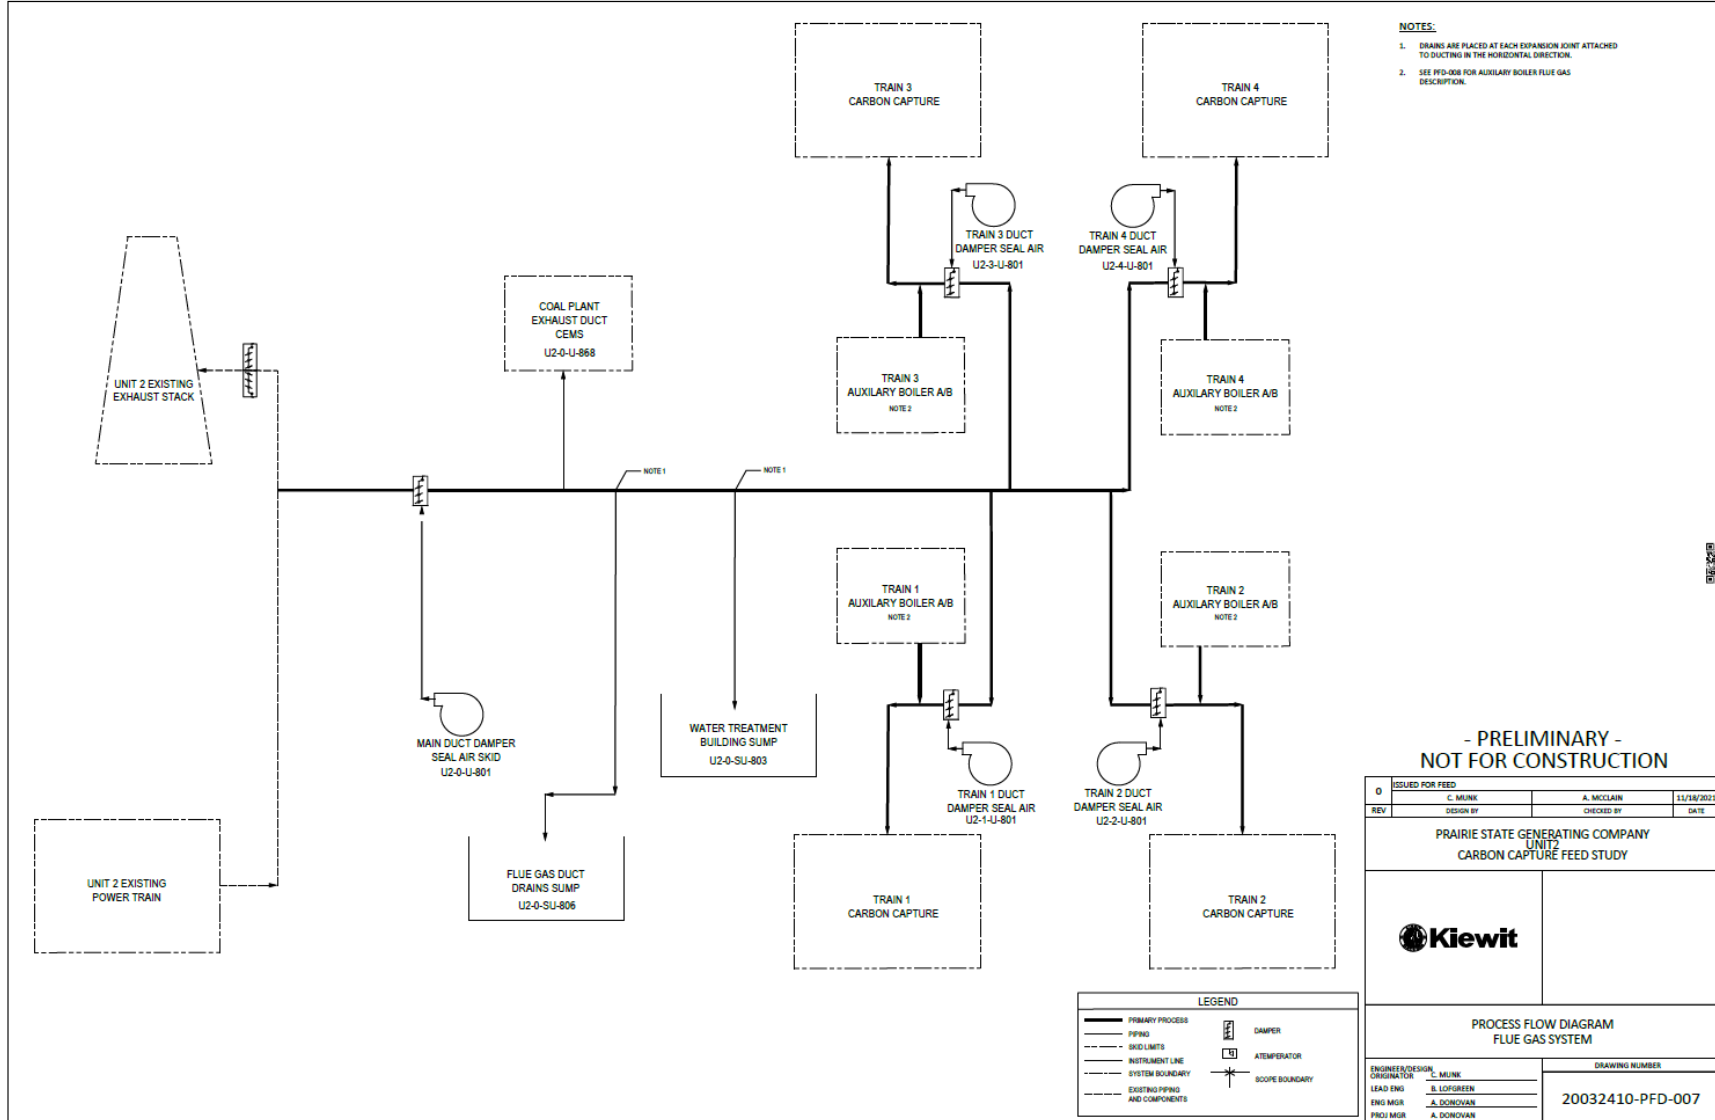 NOTES:
1. DRAINS ARE PLACED AT EACH EXPANSION JOINT ATTACHED
TO DUCTING IN THE HORIZONTAL DIRECTION.
2. SEE PFD-008 FOR AUXILARY BOILER FLUE GAS
DESCRIPTION.
TRAIN 3
CARBON CAPTURE
TRAIN 4
CARBON CAPTURE
TRAIN 3 DUCT
DAMPER SEAL AIR
U2-3-U-801
TRAIN 4 DUCT
DAMPER SEAL AIR
U2-4-U-801
COAL PLANT
EXHAUST DUCT
CEMS
U2-0-U-868
UNIT 2 EXISTING
EXHAUST STACK
TRAIN 3
AUXILARY BOILER A/B
NOTE 2
TRAIN 4
AUXILARY BOILER A/B
NOTE 2
NOTE 1
NOTE 1
TRAIN 1
AUXILARY BOILER A/B
NOTE 2
TRAIN 2
AUXILARY BOILER A/B
NOTE 2
MAIN DUCT DAMPER
SEAL AIR SKID
U2-0-U-801
WATER TREATMENT
BUILDING SUMP
U2-0-SU-803
TRAIN 1 DUCT
DAMPER SEAL AIR
U2-1-U-801
TRAIN 2 DUCT
DAMPER SEAL AIR
U2-2-U-801
UNIT 2 EXISTING
POWER TRAIN
FLUE GAS DUCT
DRAINS SUMP
U2-0-SU-806
TRAIN 1
CARBON CAPTURE
TRAIN 2
CARBON CAPTURE
- PRELIMINARY -
NOT FOR CONSTRUCTION
0 ISSUED FOR FEED
C. MUNK A. MCCLAIN 11/18/2021
REV DESIGN BY CHECKED BY DATE
PRAIRIE STATE GENERATING COMPANY
UNIT2
CARBON CAPTURE FEED STUDY
Kiewit
PROCESS FLOW DIAGRAM
FLUE GAS SYSTEM
ENGINEER/DESIGN
ORIGINATOR C. MUNK
LEAD ENG B. LOFGREEN
ENG MGR A. DONOVAN
PROJ MGR A. DONOVAN
DRAWING NUMBER
20032410-PFD-007
LEGEND
PRIMARY PROCESS
PIPING
SKID LIMITS
INSTRUMENT LINE
SYSTEM BOUNDARY
EXISTING PIPING
AND COMPONENTS
DAMPER
ATEMPERATOR
SCOPE BOUNDARY